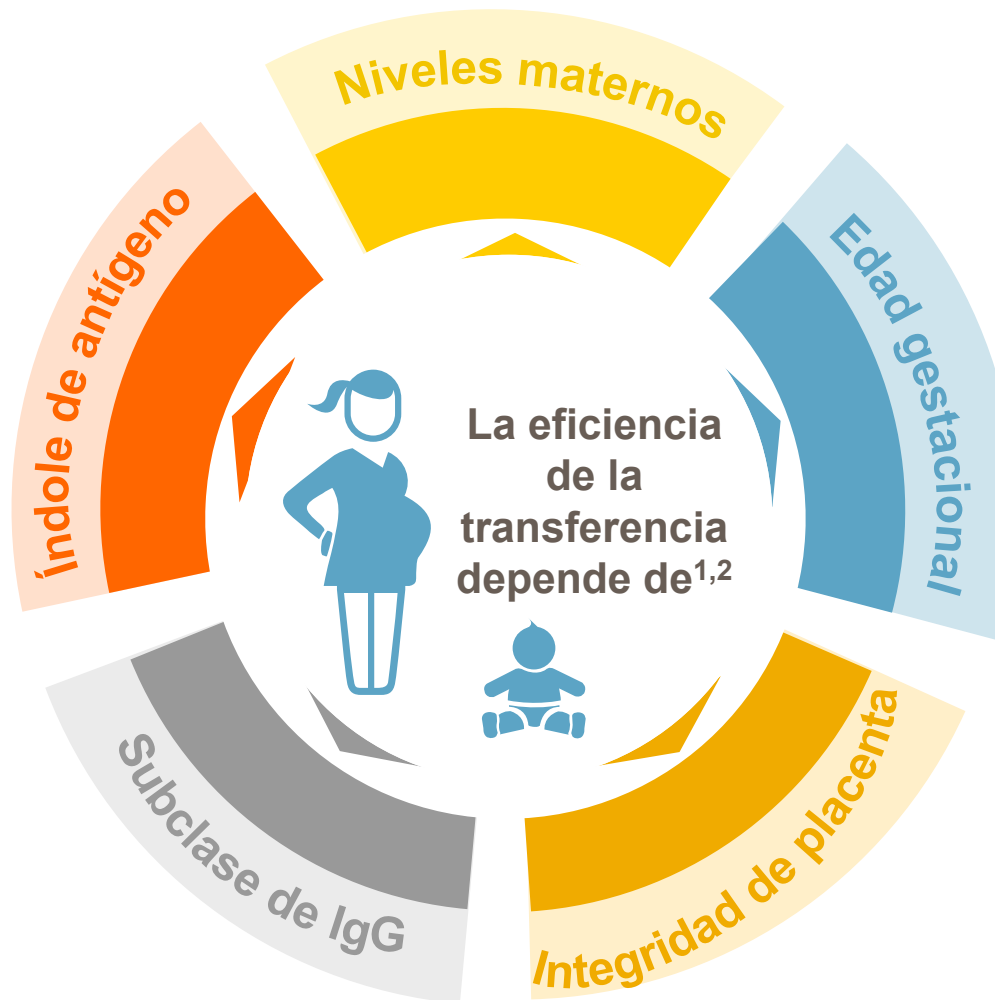 Niveles maternos
Edad gestacional
Integridad de placenta
Subclase de IgG
Índole de antígeno
La eficiencia
de la
transferencia
depende de1,2